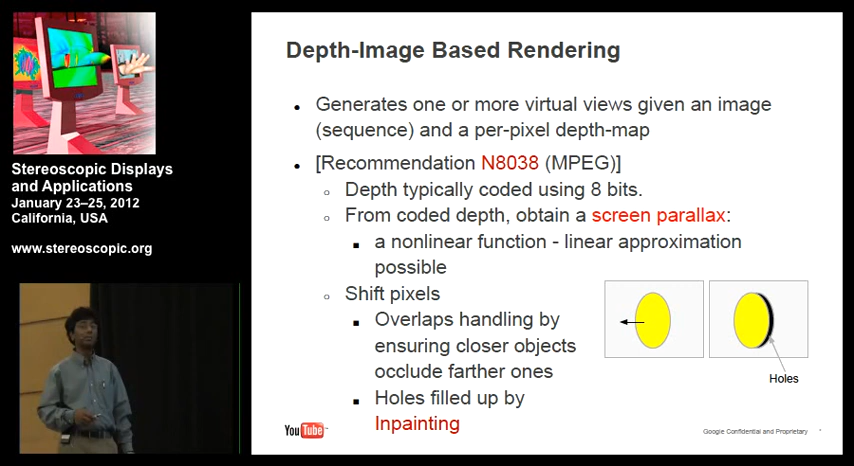 Stereoscopic Displays
and Applications
January 23–25, 2012
California, USA
www.stereoscopic.org
Depth-Image Based Rendering
• Generates one or more virtual views given an image
(sequence) and a per-pixel depth-map
• [Recommendation N8038 (MPEG)]
○ Depth typically coded using 8 bits.
○ From coded depth, obtain a screen parallax:
■ a nonlinear function - linear approximation
possible
○ Shift pixels
■ Overlaps handling by
ensuring closer objects
occlude farther ones
■ Holes filled up by
Inpainting
Holes
YouTube
Google Confidential and Proprietary